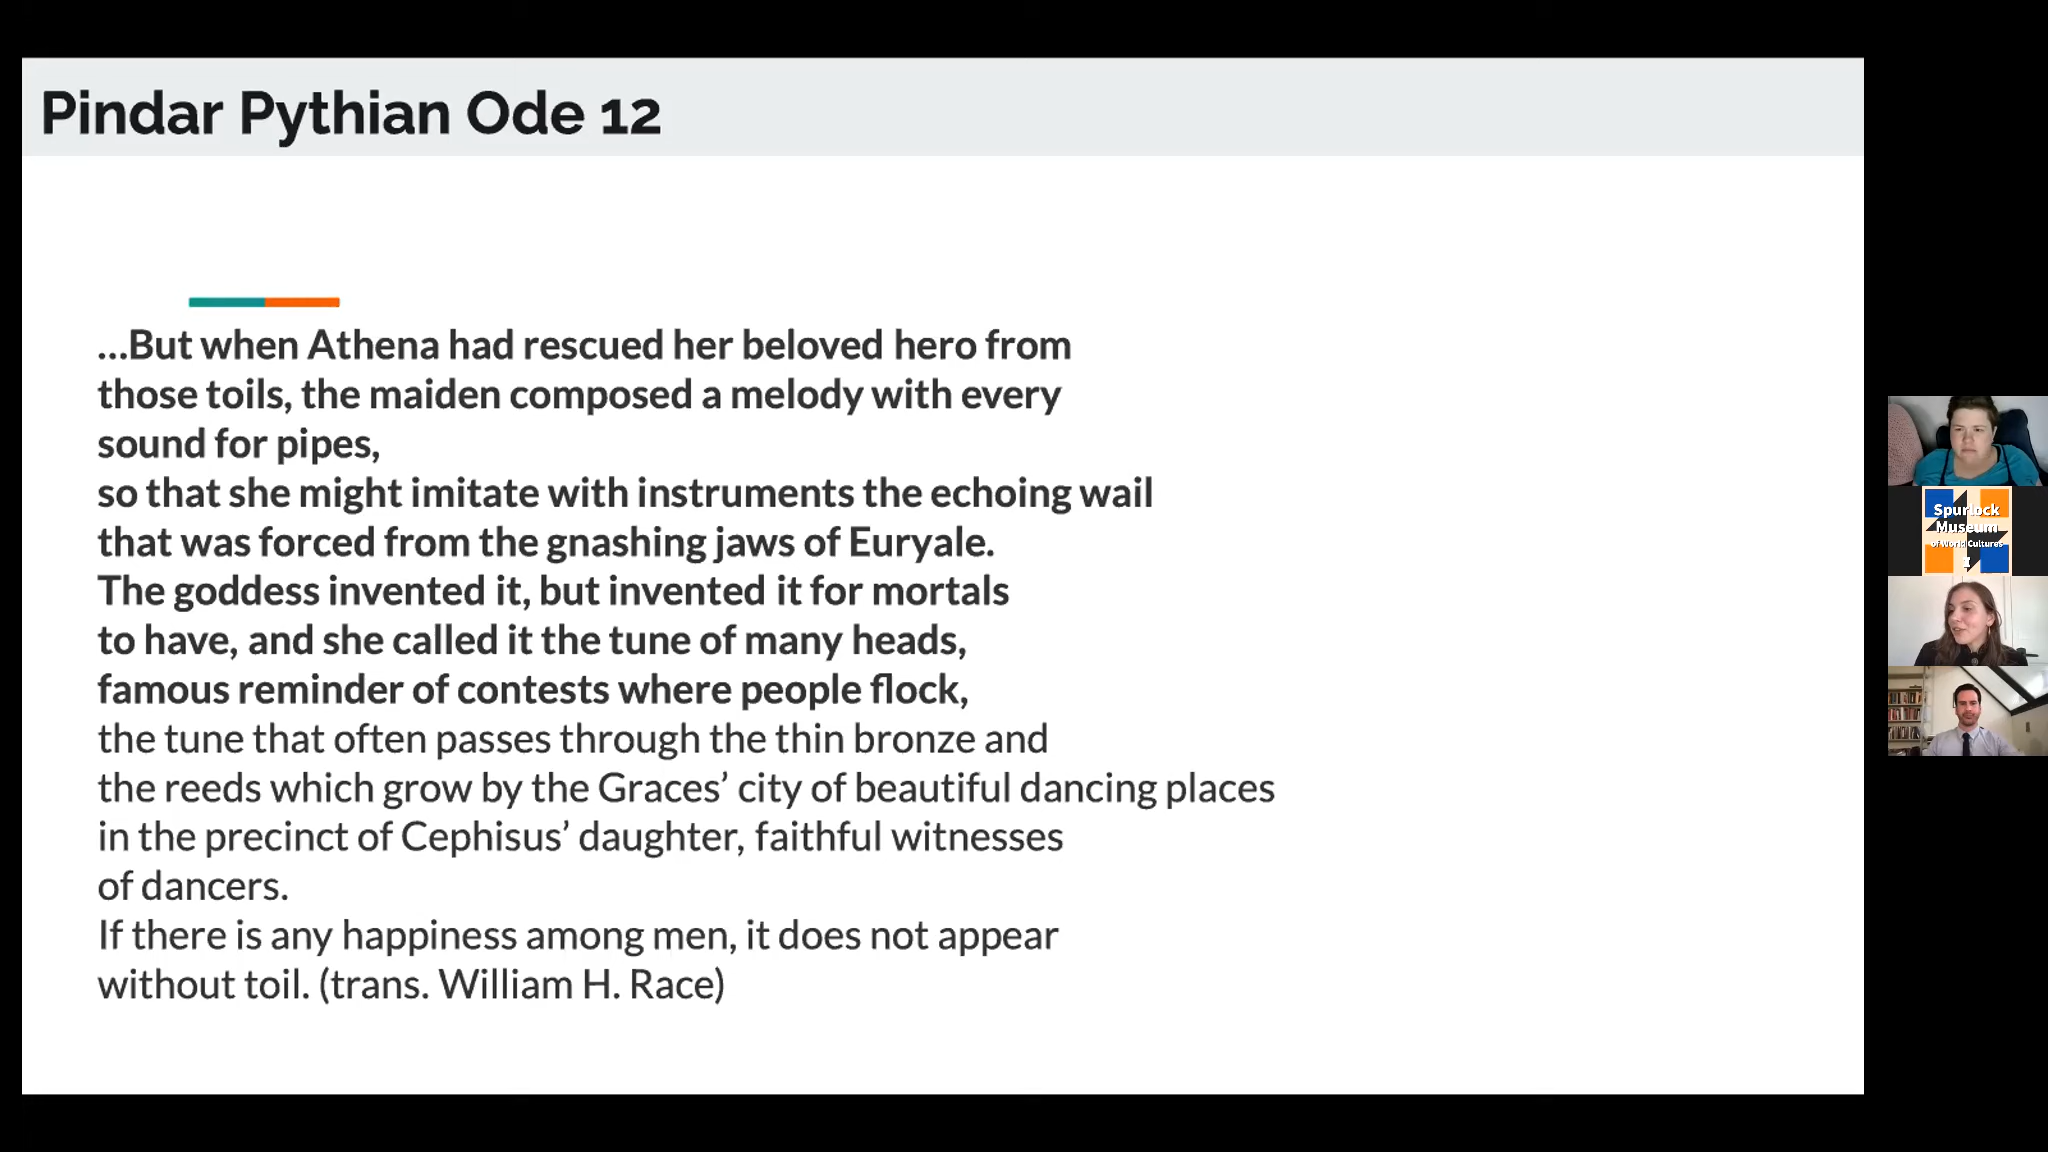 Pindar Pythian Ode 12
...But when Athena had rescued her beloved hero from
those toils, the maiden composed a melody with every
sound for pipes,
so that she might imitate with instruments the echoing wail
that was forced from the gnashing jaws of Euryale.
The goddess invented it, but invented it for mortals
to have, and she called it the tune of many heads,
famous reminder of contests where people flock,
the tune that often passes through the thin bronze and
the reeds which grow by the Graces’ city of beautiful dancing places
in the precinct of Cephisus’ daughter, faithful witnesses
of dancers.
If there is any happiness among men, it does not appear
without toil. (trans. William H. Race)
Spurlock
Museum
of World Cultures
I